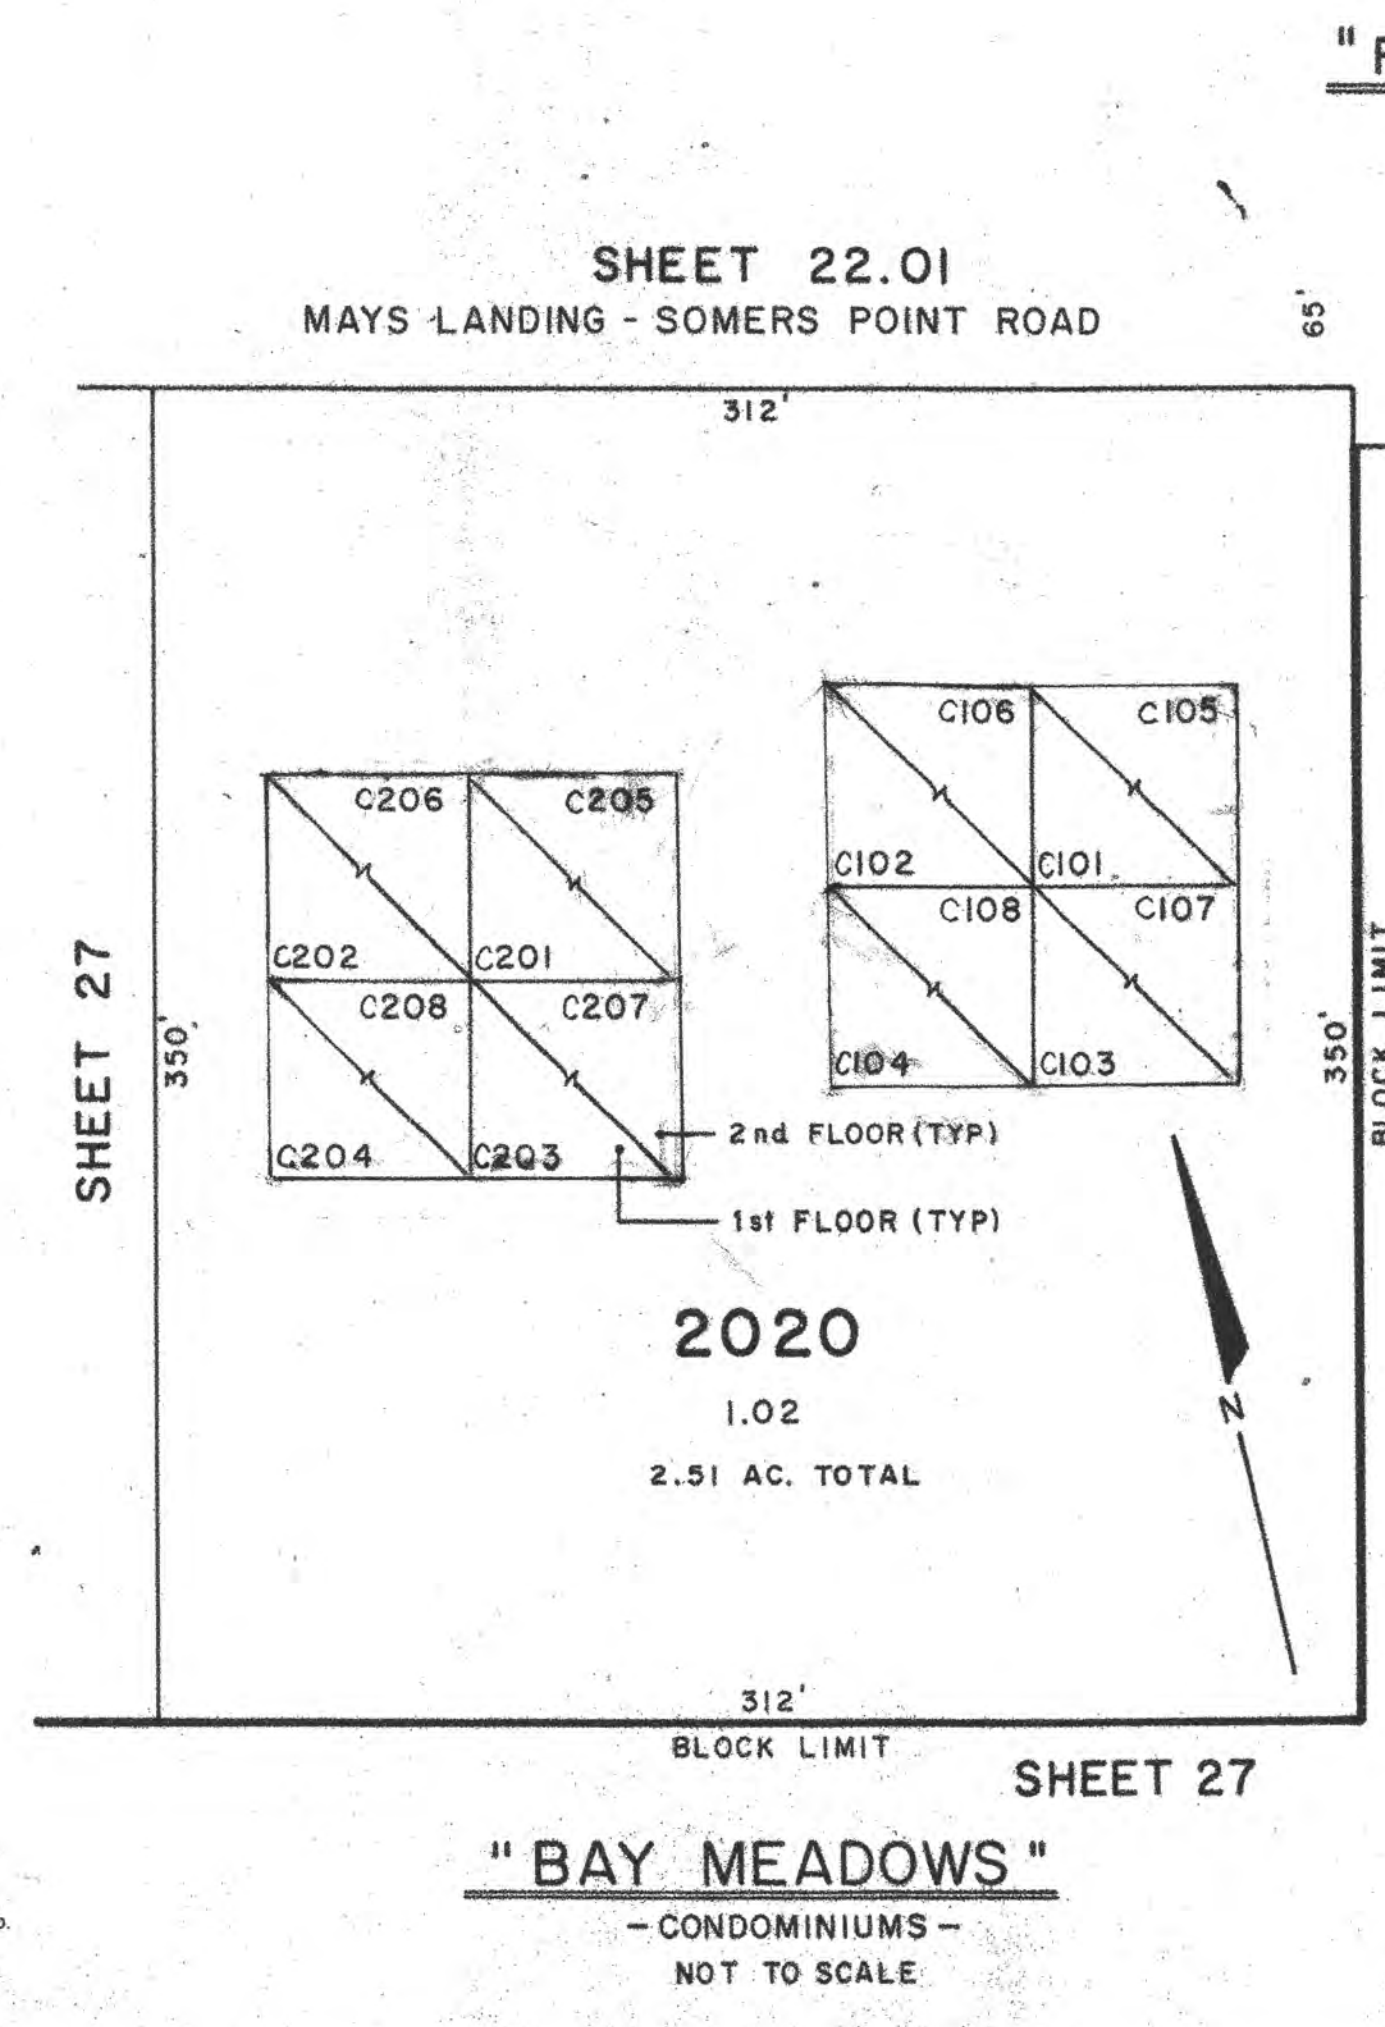 SHEET 22.01
MAYS LANDING - SOMERS POINT ROAD
65'
312'
C106
C105
C206
C205
C102
C101
C108
C107
C202
C201
C208
C207
SHEET 27
350'
350'
BLOCK LIMIT
C104
C103
2nd FLOOR (TYP)
C204
C203
1st FLOOR (TYP)
2020
1.02
N
2.51 AC. TOTAL
312'
BLOCK LIMIT
SHEET 27
"BAY MEADOWS"
- CONDOMINIUMS -
NOT TO SCALE